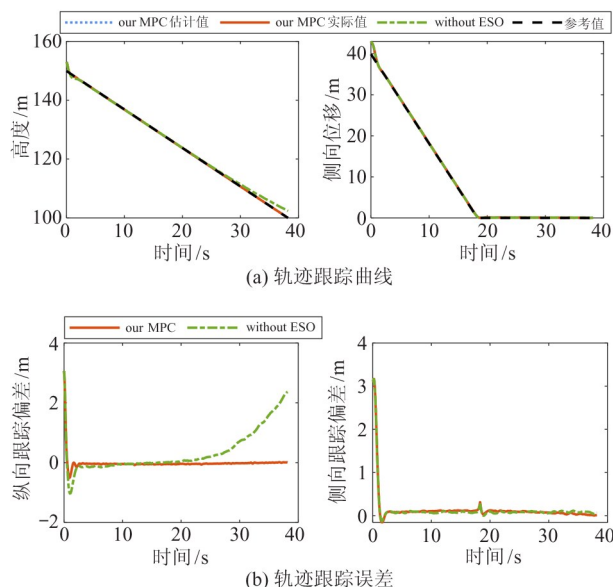 our MPC估计值 our MPC实际值 without ESO 参考值
160
140
120
100
高度/m
0 10 20 30 40
时间/s
40
30
20
10
0
侧向位移/m
0 10 20 30 40
时间/s
(a) 轨迹跟踪曲线
our MPC without ESO
4
2
0
−2
纵向跟踪偏差/m
0 10 20 30 40
时间/s
4
3
2
1
0
侧向跟踪偏差/m
0 10 20 30 40
时间/s
(b) 轨迹跟踪误差